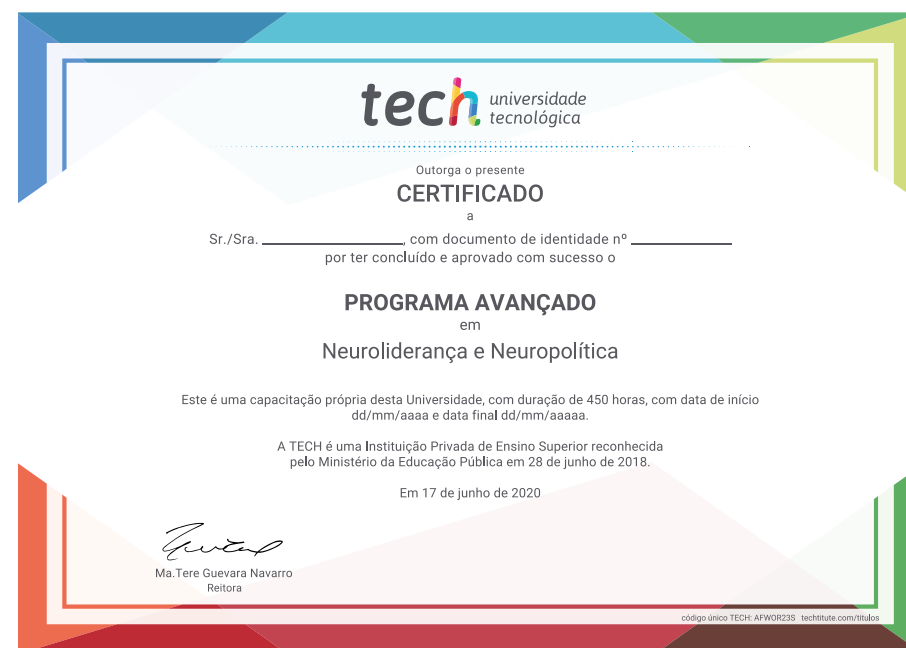 tech universidade
tecnológica
Outorga o presente
CERTIFICADO
a
Sr./Sra. ____________________, com documento de identidade nº ______________
por ter concluído e aprovado com sucesso o
PROGRAMA AVANÇADO
em
Neuroliderança e Neuropolítica
Este é uma capacitação própria desta Universidade, com duração de 450 horas, com data de início
dd/mm/aaaa e data final dd/mm/aaaaa.
A TECH é uma Instituição Privada de Ensino Superior reconhecida
pelo Ministério da Educação Pública em 28 de junho de 2018.
Em 17 de junho de 2020
Ma.Tere Guevara Navarro
Reitora
código único TECH: AFWOR23S techtitute.com/titulos